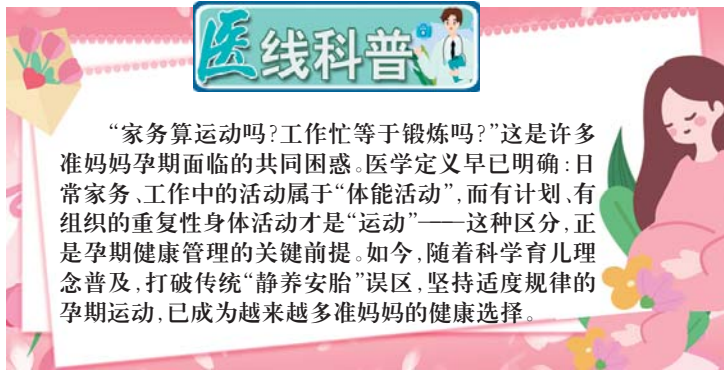 医线科普
“家务算运动吗?工作忙等于锻炼吗?”这是许多
准妈妈孕期面临的共同困惑。医学定义早已明确:日
常家务、工作中的活动属于“体能活动”,而有计划、有
组织的重复性身体活动才是“运动”——这种区分,正
是孕期健康管理的关键前提。如今,随着科学育儿理
念普及,打破传统“静养安胎”误区,坚持适度规律的
孕期运动,已成为越来越多准妈妈的健康选择。